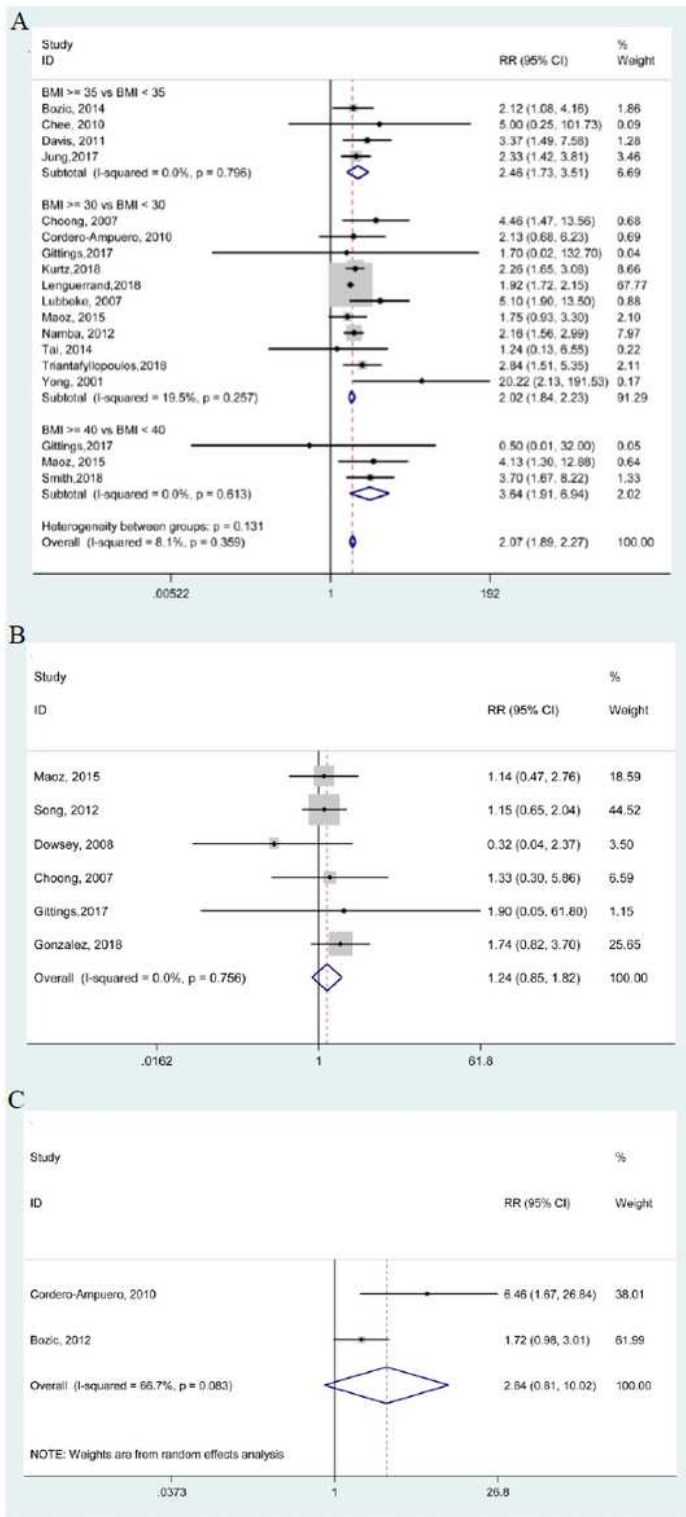 A
Study %
ID RR (95% CI) Weight
BMI >= 35 vs BMI < 35
Bozic, 2014 2.12 (1.08, 4.16) 1.86
Chee, 2010 5.00 (0.25, 101.73) 0.09
Davis, 2011 3.37 (1.49, 7.58) 1.28
Jung,2017 2.33 (1.42, 3.81) 3.46
Subtotal (I-squared = 0.0%, p = 0.796) 2.46 (1.73, 3.51) 6.69
BMI >= 30 vs BMI < 30
Choong, 2007 4.46 (1.47, 13.56) 0.68
Cordero-Ampuero, 2010 2.13 (0.68, 6.23) 0.69
Gittings,2017 1.70 (0.02, 132.70) 0.04
Kurtz,2018 2.26 (1.65, 3.08) 8.66
Lenguerrand,2018 1.92 (1.72, 2.15) 67.77
Lubbeke, 2007 5.10 (1.90, 13.50) 0.88
Maoz, 2015 1.75 (0.93, 3.30) 2.10
Namba, 2012 2.16 (1.56, 2.99) 7.97
Tai, 2014 1.24 (0.13, 6.55) 0.22
Triantafyllopoulos,2018 2.84 (1.51, 5.35) 2.11
Yong, 2001 20.22 (2.13, 191.53) 0.17
Subtotal (I-squared = 19.5%, p = 0.257) 2.02 (1.84, 2.23) 91.29
BMI >= 40 vs BMI < 40
Gittings,2017 0.50 (0.01, 32.00) 0.05
Maoz, 2015 4.13 (1.30, 12.88) 0.64
Smith,2018 3.70 (1.67, 8.22) 1.33
Subtotal (I-squared = 0.0%, p = 0.613) 3.64 (1.91, 6.94) 2.02
Heterogeneity between groups: p = 0.131
Overall (I-squared = 8.1%, p = 0.359) 2.07 (1.89, 2.27) 100.00
.00522 1 192
B
Study %
ID RR (95% CI) Weight
Maoz, 2015 1.14 (0.47, 2.76) 18.59
Song, 2012 1.15 (0.65, 2.04) 44.52
Dowsey, 2008 0.32 (0.04, 2.37) 3.50
Choong, 2007 1.33 (0.30, 5.86) 6.59
Gittings,2017 1.90 (0.05, 61.80) 1.15
Gonzalez, 2018 1.74 (0.82, 3.70) 25.65
Overall (I-squared = 0.0%, p = 0.756) 1.24 (0.85, 1.82) 100.00
.0162 1 61.8
C
Study %
ID RR (95% CI) Weight
Cordero-Ampuero, 2010 6.46 (1.67, 26.84) 38.01
Bozic, 2012 1.72 (0.98, 3.01) 61.99
Overall (I-squared = 66.7%, p = 0.083) 2.84 (0.81, 10.02) 100.00
NOTE: Weights are from random effects analysis
.0373 1 26.8